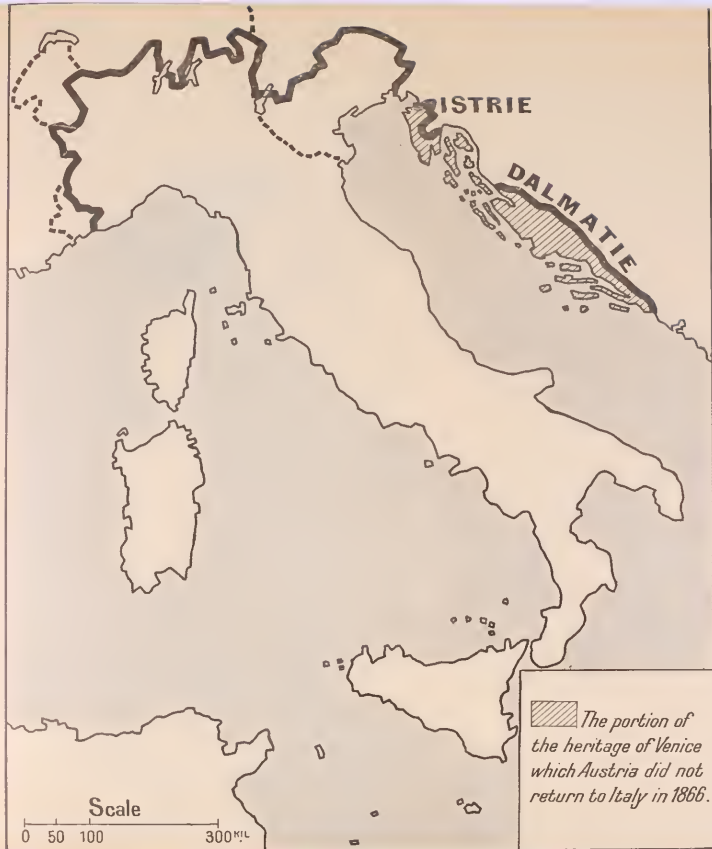 ISTRIE
DALMATIE
The portion of
the heritage of Venice
which Austria did not
return to Italy in 1866.
Scale
0 50 100 300 KIL.